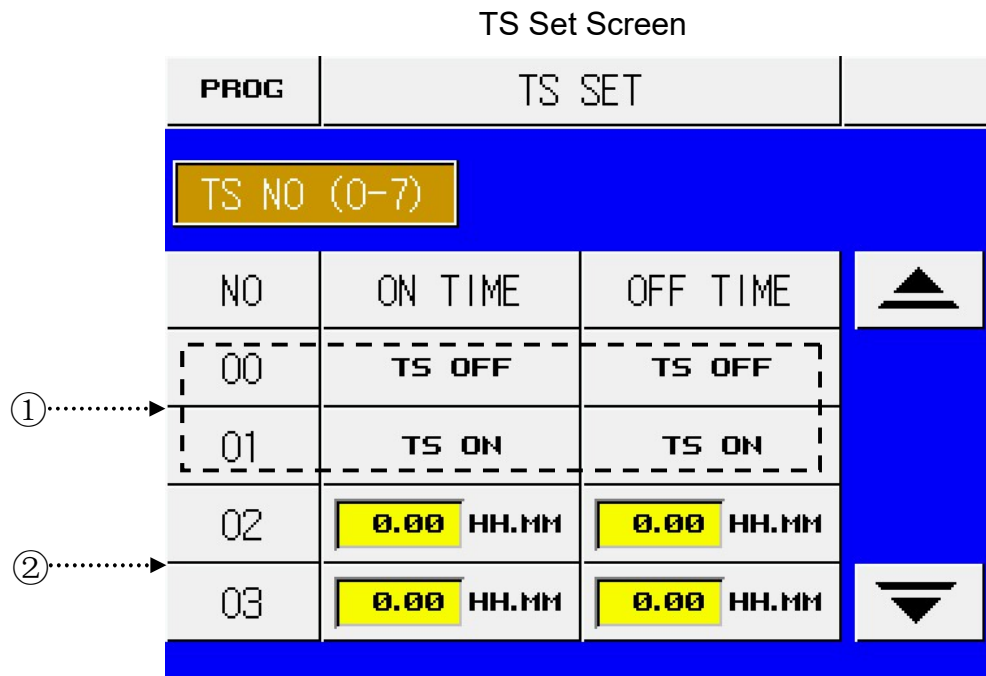 TS Set Screen
PROG TS SET
TS NO (0-7)
NO ON TIME OFF TIME
00 TS OFF TS OFF
①
01 TS ON TS ON
02 0.00 HH.MM 0.00 HH.MM
②
03 0.00 HH.MM 0.00 HH.MM